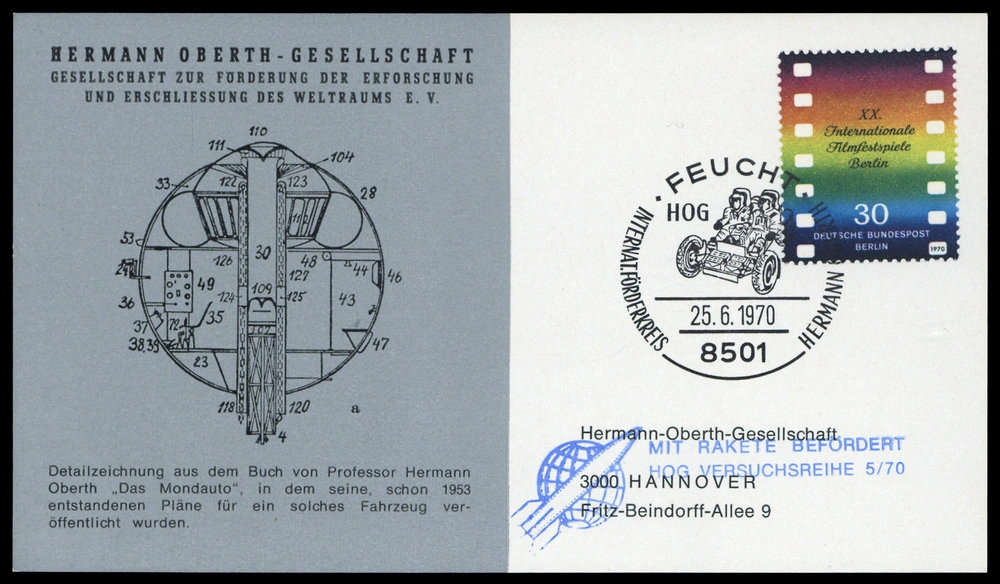 HERMANN OBERTH-GESELLSCHAFT
GESELLSCHAFT ZUR FÖRDERUNG DER ERFORSCHUNG
UND ERSCHLIESSUNG DES WELTRAUMS E. V.
110
111
104
33
122
123
28
112
53
30
126
48
44
24
46
127
49
109
36
124
125
43
37
72
35
107
38,39
47
23
118
120
a
4
Detailzeichnung aus dem Buch von Professor Hermann
Oberth „Das Mondauto“, in dem seine, schon 1953
entstandenen Pläne für ein solches Fahrzeug ver-
öffentlicht wurden.
XX.
Internationale
Filmfestspiele
Berlin
30
DEUTSCHE BUNDESPOST
BERLIN
1970
· FEUCHT ·
HOG
INTERNAT. FÖRDERKREIS
HERMANN
25.6.1970
8501
Hermann-Oberth-Gesellschaft
MIT RAKETE BEFÖRDERT
HOG VERSUCHSREIHE 5/70
3000 HANNOVER
Fritz-Beindorff-Allee 9